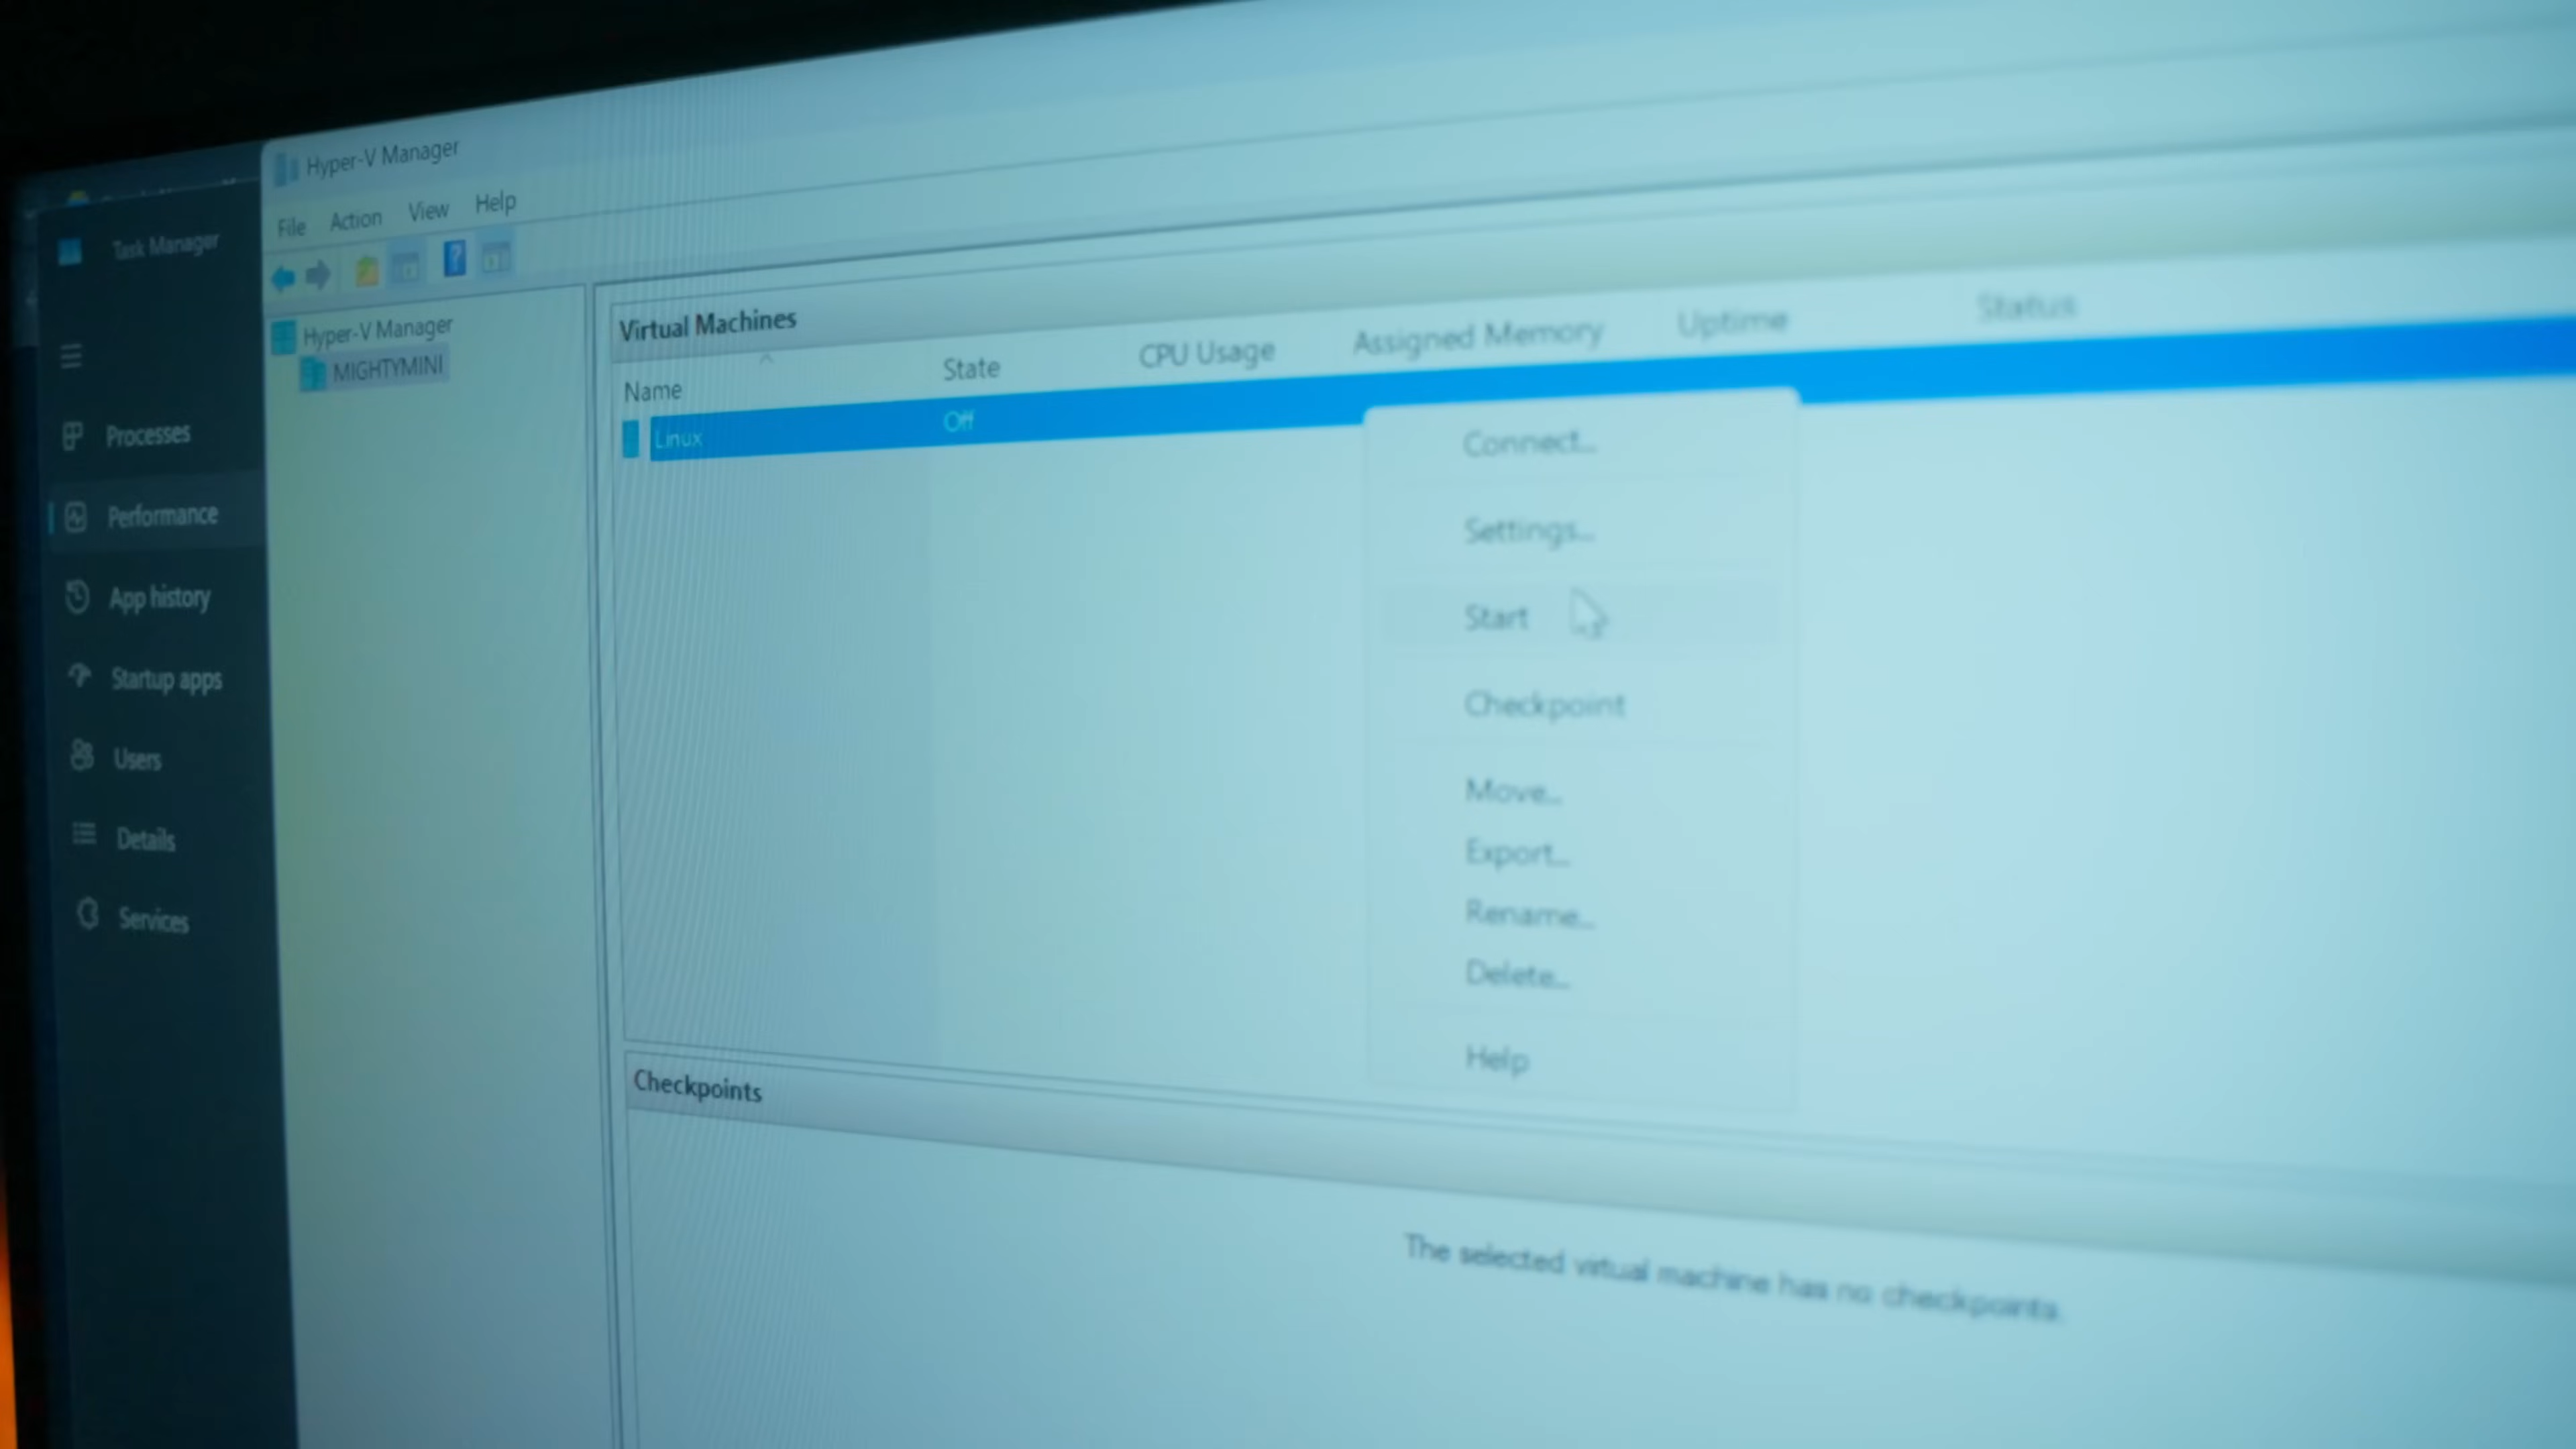 Task Manager
Processes
Performance
App history
Startup apps
Users
Details
Services
Hyper-V Manager
File Action View Help
Hyper-V Manager
MIGHTYMINI
Virtual Machines
Name State CPU Usage Assigned Memory Uptime Status
Linux Off
Connect...
Settings...
Start
Checkpoint
Move...
Export...
Rename...
Delete...
Help
Checkpoints
The selected virtual machine has no checkpoints.